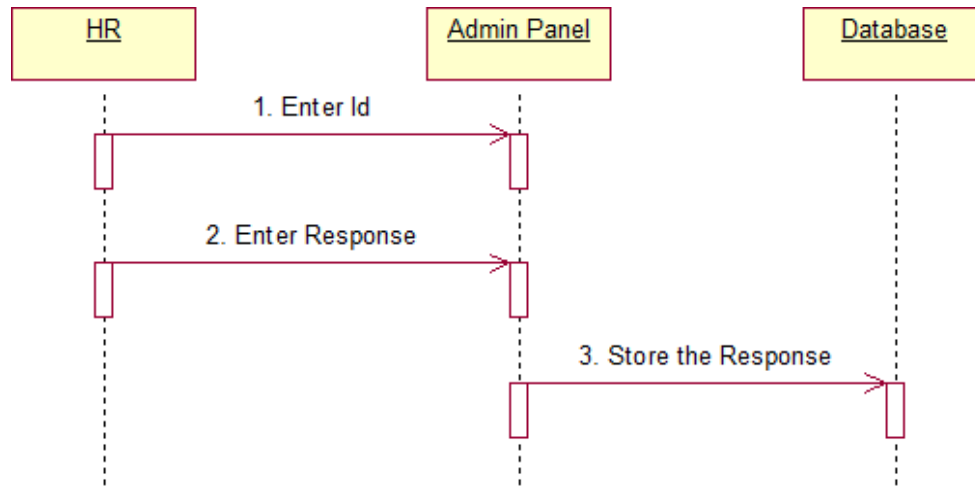 HR
Admin Panel
Database
1. Enter Id
2. Enter Response
3. Store the Response